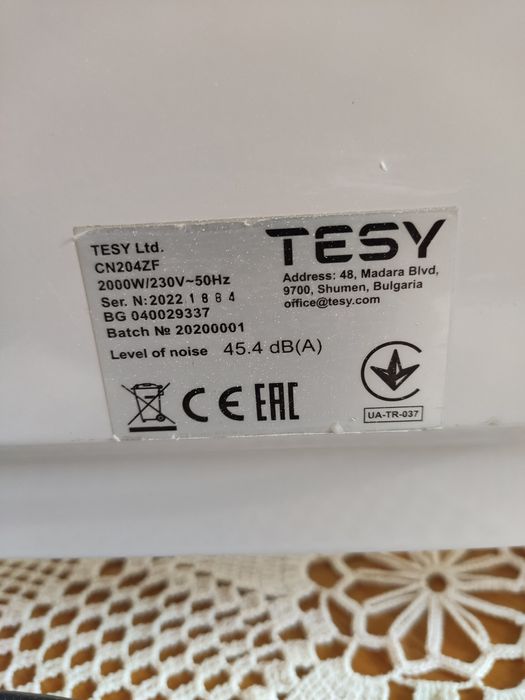 TESY Ltd.
CN204ZF
2000W/230V~50Hz
Ser. N:2022 1 8 8 4
BG 040029337
Batch № 20200001
Level of noise 45.4 dB(A)
TESY
Address: 48, Madara Blvd,
9700, Shumen, Bulgaria
office@tesy.com
CE EAC
UA-TR-037